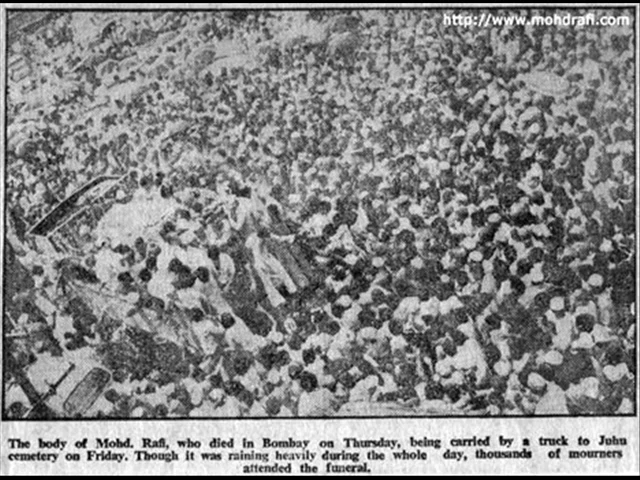 http://www.mohdrafi.com
The body of Mohd. Rafi, who died in Bombay on Thursday, being carried by a truck to Juhu
cemetery on Friday. Though it was raining heavily during the whole day, thousands of mourners
attended the funeral.